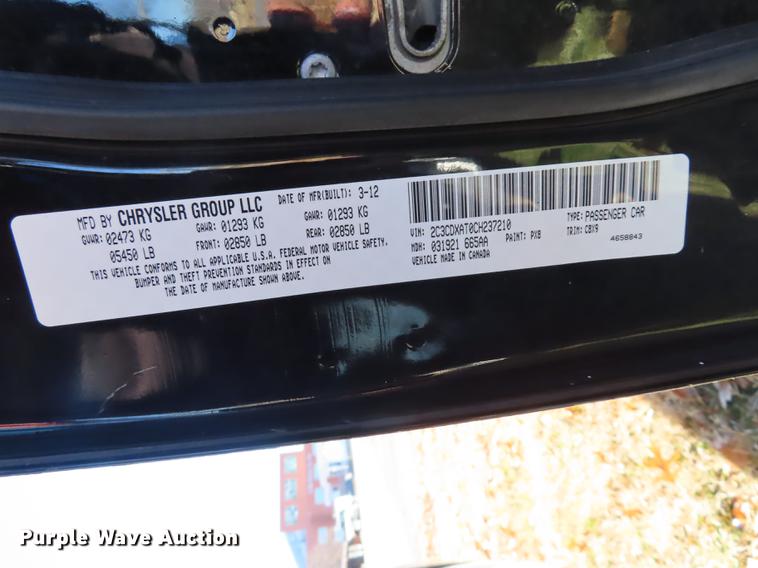 MFD BY CHRYSLER GROUP LLC DATE OF MFR(BUILT): 3-12
GVWR: 02473 KG GAWR: 01293 KG GAWR: 01293 KG
05450 LB FRONT: 02850 LB REAR: 02850 LB
THIS VEHICLE CONFORMS TO ALL APPLICABLE U.S.A. FEDERAL MOTOR VEHICLE SAFETY,
BUMPER AND THEFT PREVENTION STANDARDS IN EFFECT ON
THE DATE OF MANUFACTURE SHOWN ABOVE.
VIN: 2C3CDXAT0CH237210 TYPE: PASSENGER CAR
MDH: 031921 665AA PAINT: PX8 TRIM: CBX9
VEHICLE MADE IN CANADA 4658843
Purple Wave Auction